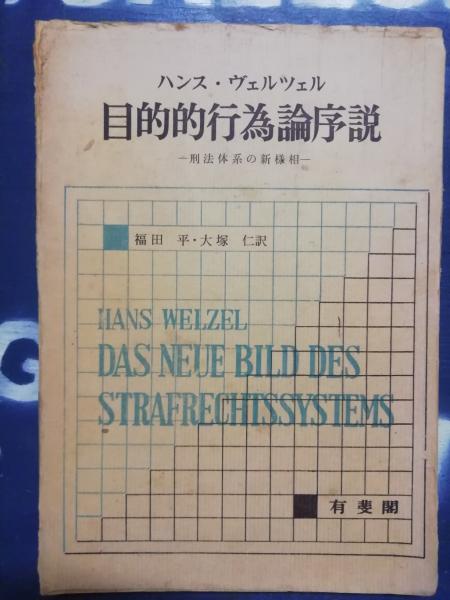 ハンス・ヴェルツェル
目的的行為論序説
—刑法体系の新様相—
福田 平・大塚 仁訳
HANS WELZEL
DAS NEUE BILD DES
STRAFRECHTSSYSTEMS
有斐閣